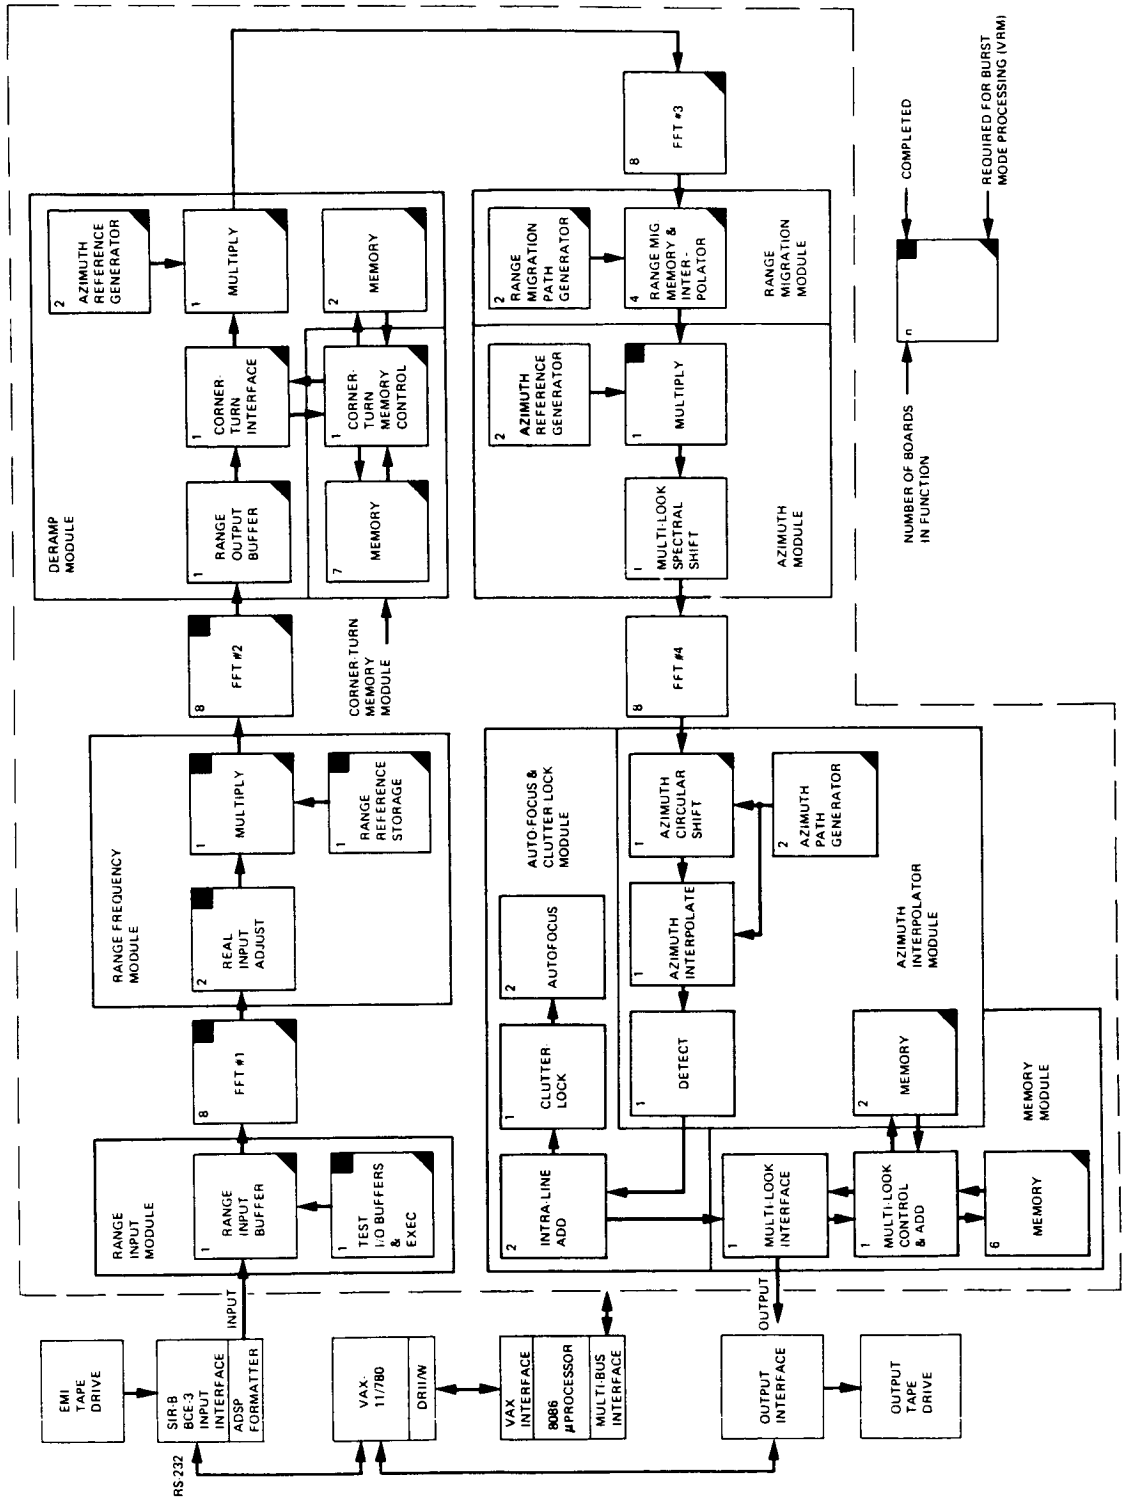 EMI
TAPE
DRIVE
SIR-B
BCE-3
INPUT
INTERFACE
ADSP
FORMATTER
RS-232
INPUT
VAX-
11/780
DR11/W
VAX
INTERFACE
8086
µPROCESSOR
MULTI-BUS
INTERFACE
OUTPUT
OUTPUT
INTERFACE
OUTPUT
TAPE
DRIVE
RANGE
INPUT
MODULE
1
RANGE
INPUT
BUFFER
1
TEST
I/O BUFFERS
&
EXEC
8
FFT #1
RANGE FREQUENCY
MODULE
2
REAL
INPUT
ADJUST
1
MULTIPLY
1
RANGE
REFERENCE
STORAGE
8
FFT #2
CORNER-TURN
MEMORY
MODULE
DERAMP
MODULE
1
RANGE
OUTPUT
BUFFER
1
CORNER-
TURN
INTERFACE
2
AZIMUTH
REFERENCE
GENERATOR
1
MULTIPLY
7
MEMORY
1
CORNER-
TURN
MEMORY
CONTROL
2
MEMORY
8
FFT #3
2
RANGE
MIGRATION
PATH
GENERATOR
4
RANGE MIG
MEMORY &
INTER-
POLATOR
RANGE
MIGRATION
MODULE
2
AZIMUTH
REFERENCE
GENERATOR
1
MULTIPLY
1
MULTI-LOOK
SPECTRAL
SHIFT
AZIMUTH
MODULE
8
FFT #4
AUTO-FOCUS &
CLUTTER LOCK
MODULE
2
AUTOFOCUS
1
CLUTTER-
LOCK
2
INTRA-LINE
ADD
1
AZIMUTH
CIRCULAR
SHIFT
2
AZIMUTH
PATH
GENERATOR
1
AZIMUTH
INTERPOLATE
1
DETECT
AZIMUTH
INTERPOLATOR
MODULE
2
MEMORY
MEMORY
MODULE
1
MULTI-LOOK
INTERFACE
1
MULTI-LOOK
CONTROL
& ADD
6
MEMORY
NUMBER OF BOARDS
IN FUNCTION
n
COMPLETED
REQUIRED FOR BURST
MODE PROCESSING (VRM)